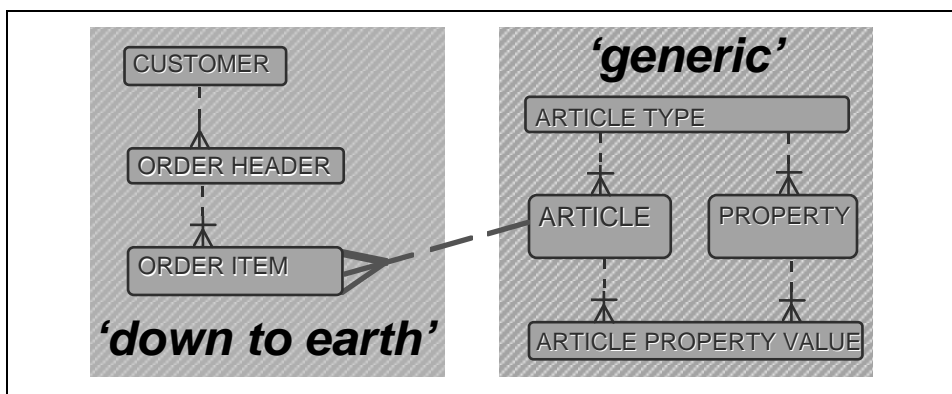 CUSTOMER
ORDER HEADER
ORDER ITEM
‘down to earth’
‘generic’
ARTICLE TYPE
ARTICLE
PROPERTY
ARTICLE PROPERTY VALUE